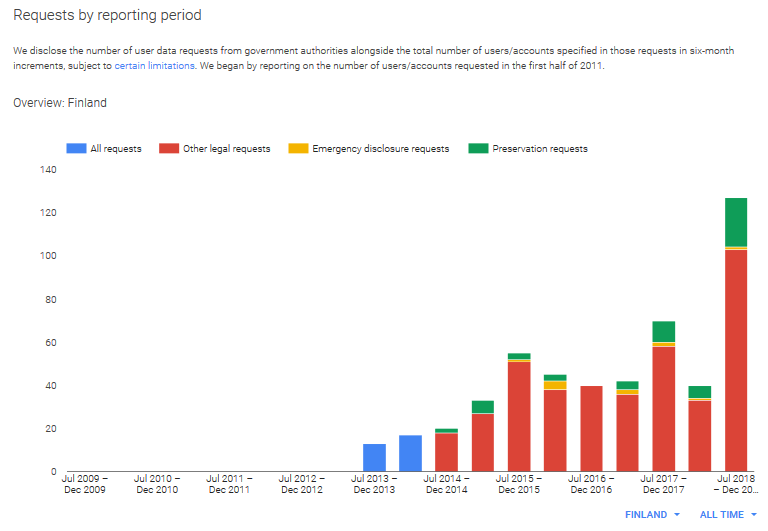 Requests by reporting period
We disclose the number of user data requests from government authorities alongside the total number of users/accounts specified in those requests in six-month
increments, subject to certain limitations. We began by reporting on the number of users/accounts requested in the first half of 2011.
Overview: Finland
All requests Other legal requests Emergency disclosure requests Preservation requests
140
120
100
80
60
40
20
0
Jul 2009 – Jul 2010 – Jul 2011 – Jul 2012 – Jul 2013 – Jul 2014 – Jul 2015 – Jul 2016 – Jul 2017 – Jul 2018
Dec 2009 Dec 2010 Dec 2011 Dec 2012 Dec 2013 Dec 2014 Dec 2015 Dec 2016 Dec 2017 – Dec 20...
FINLAND ALL TIME